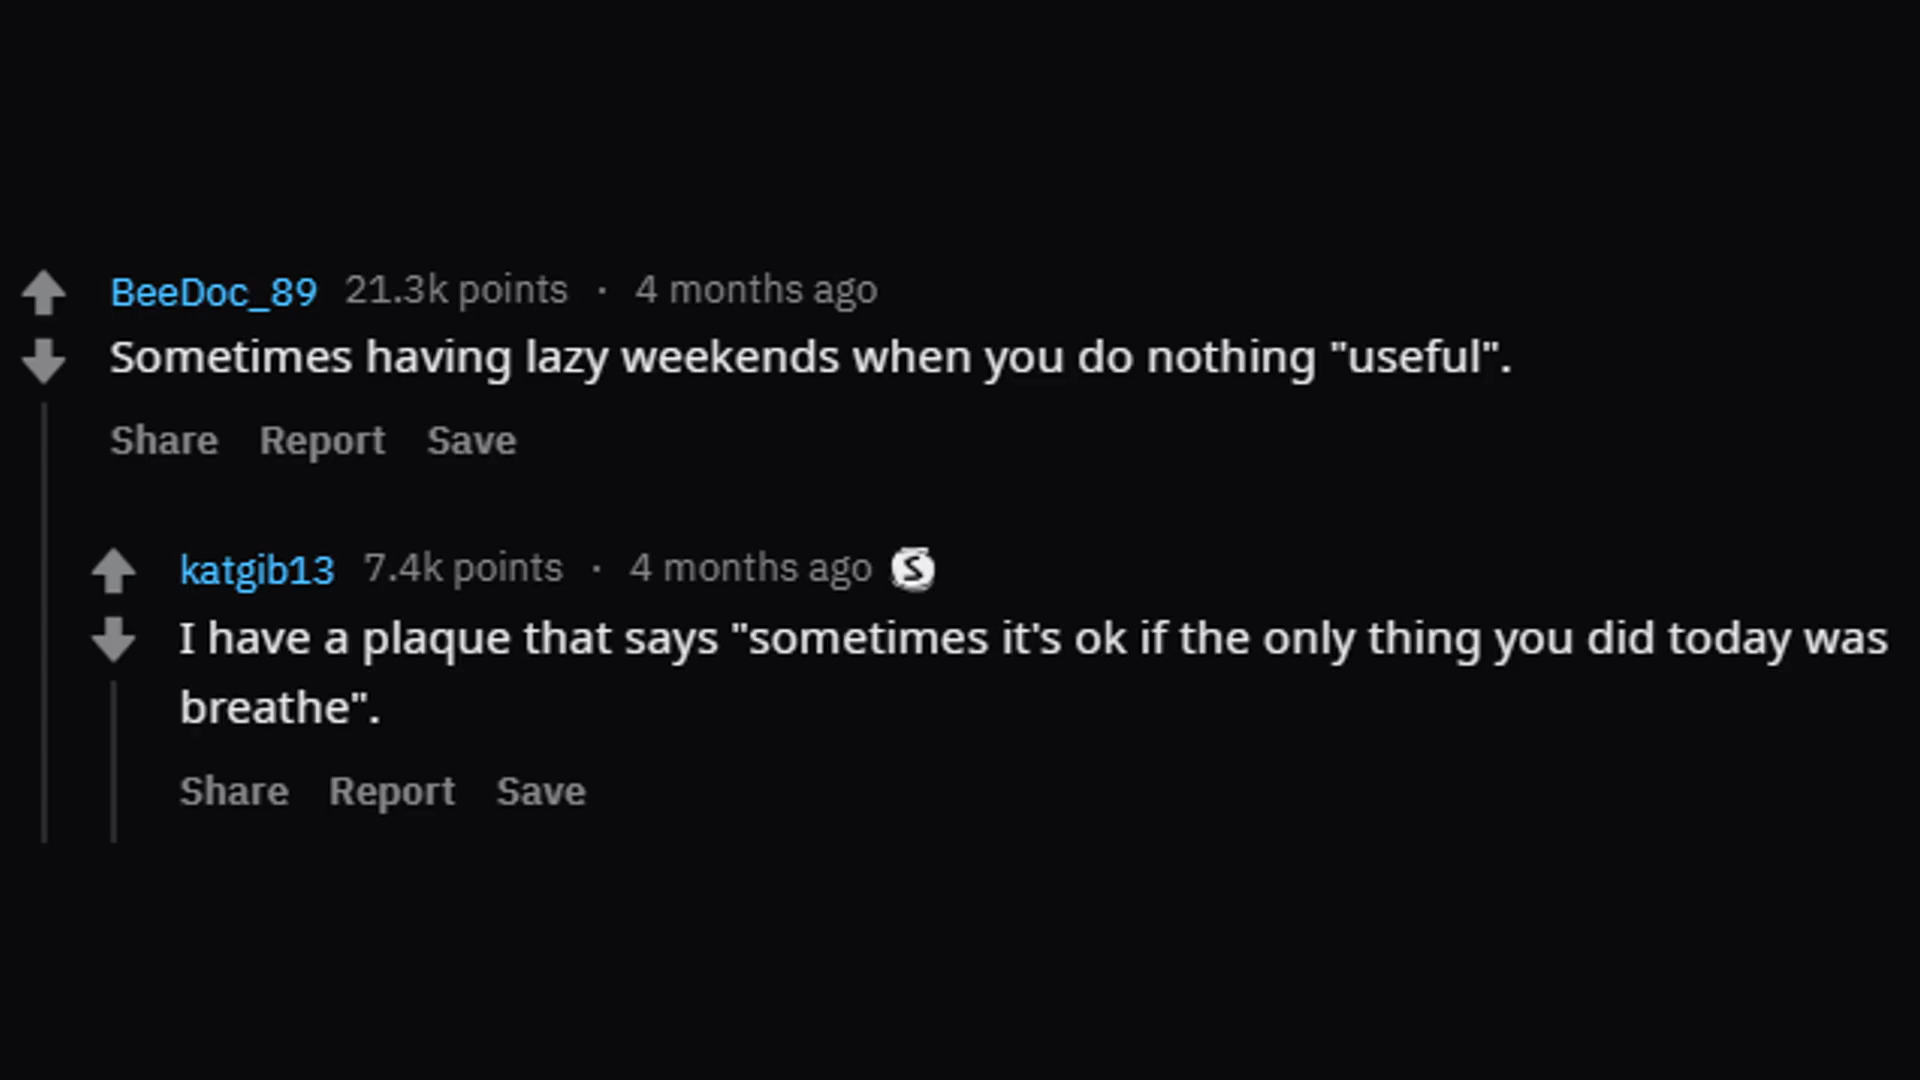 BeeDoc_89 21.3k points · 4 months ago
Sometimes having lazy weekends when you do nothing "useful".
Share Report Save
katgib13 7.4k points · 4 months ago S
I have a plaque that says "sometimes it's ok if the only thing you did today was
breathe".
Share Report Save